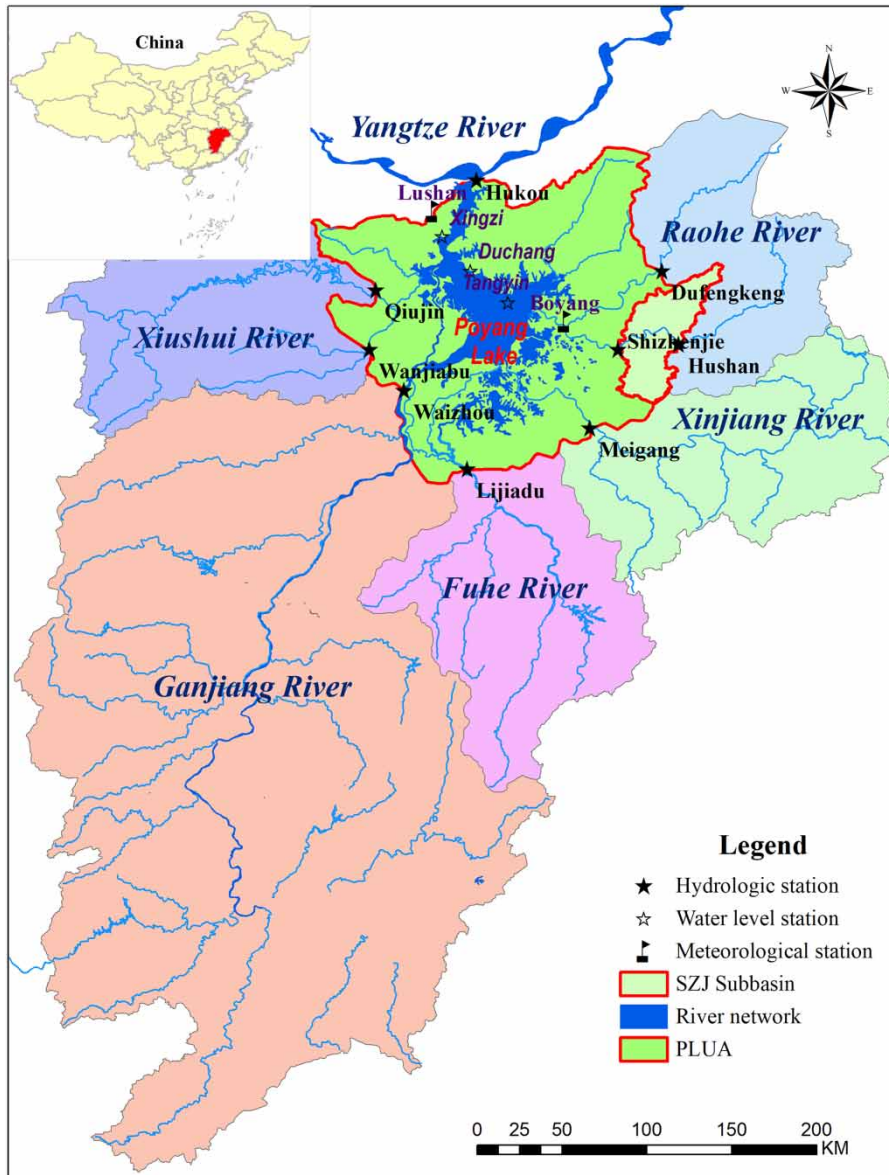 China
N
W
E
S
Yangtze River
Lushan
Hukou
Xingzi
Raohe River
Duchang
Tangyin
Dufengkeng
Boyang
Qiujin
Xiushui River
Poyang
Lake
Shizhenjie
Hushan
Wanjiabu
Waizhou
Xinjiang River
Meigang
Lijiadu
Fuhe River
Ganjiang River
Legend
Hydrologic station
Water level station
Meteorological station
SZJ Subbasin
River network
PLUA
0 25 50 100 150 200
KM